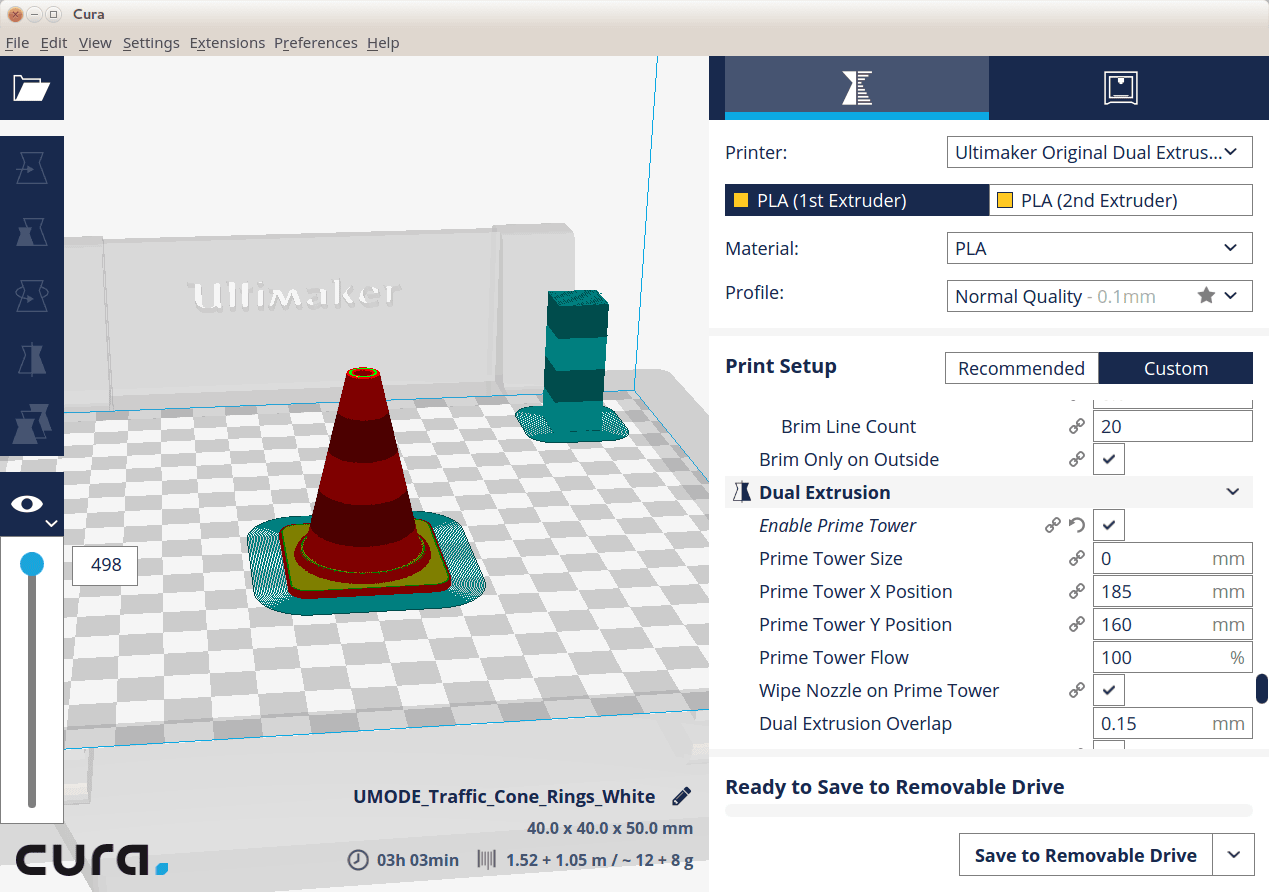 Cura
File Edit View Settings Extensions Preferences Help
Printer:
Ultimaker Original Dual Extrus...
PLA (1st Extruder)
PLA (2nd Extruder)
Material:
PLA
Profile:
Normal Quality - 0.1mm
Print Setup
Recommended
Custom
Brim Line Count
20
Brim Only on Outside
Dual Extrusion
Enable Prime Tower
Prime Tower Size
0 mm
Prime Tower X Position
185 mm
Prime Tower Y Position
160 mm
Prime Tower Flow
100 %
Wipe Nozzle on Prime Tower
Dual Extrusion Overlap
0.15 mm
Ready to Save to Removable Drive
Save to Removable Drive
Ultimaker
498
UMODE_Traffic_Cone_Rings_White
40.0 x 40.0 x 50.0 mm
03h 03min
1.52 + 1.05 m / ~ 12 + 8 g
cura.